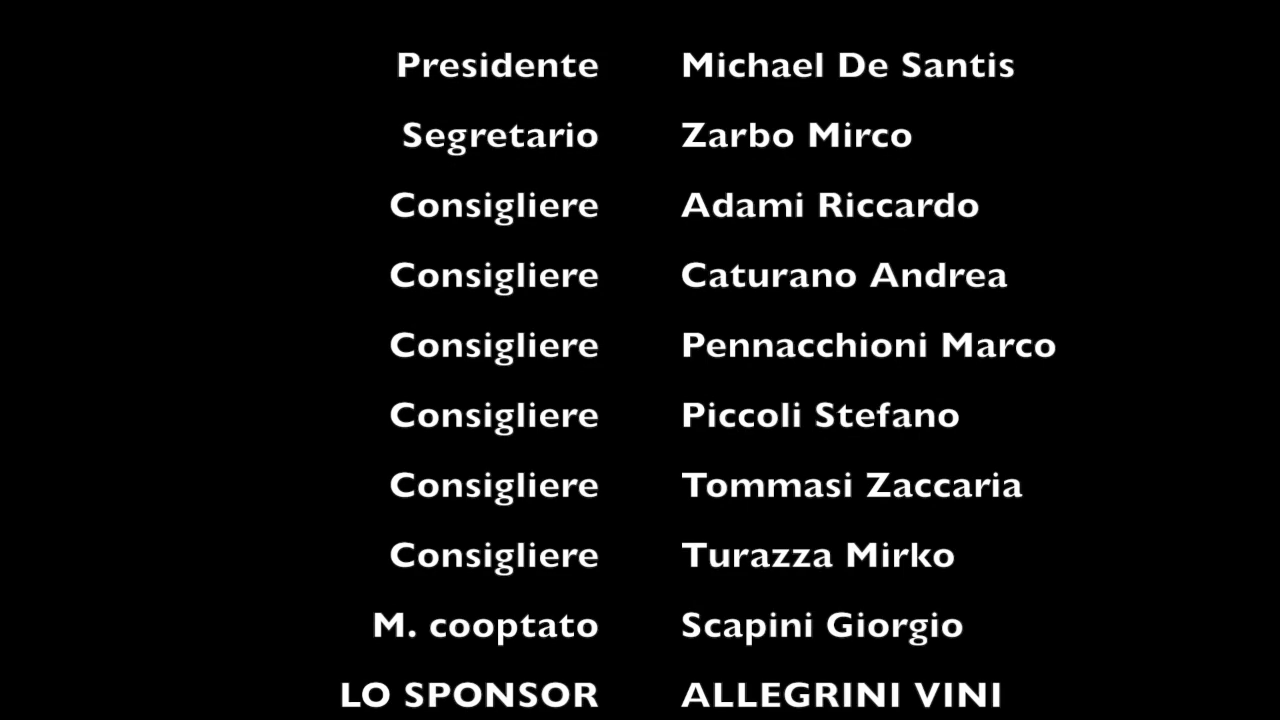 Presidente Michael De Santis
Segretario Zarbo Mirco
Consigliere Adami Riccardo
Consigliere Caturano Andrea
Consigliere Pennacchioni Marco
Consigliere Piccoli Stefano
Consigliere Tommasi Zaccaria
Consigliere Turazza Mirko
M. cooptato Scapini Giorgio
LO SPONSOR ALLEGRINI VINI